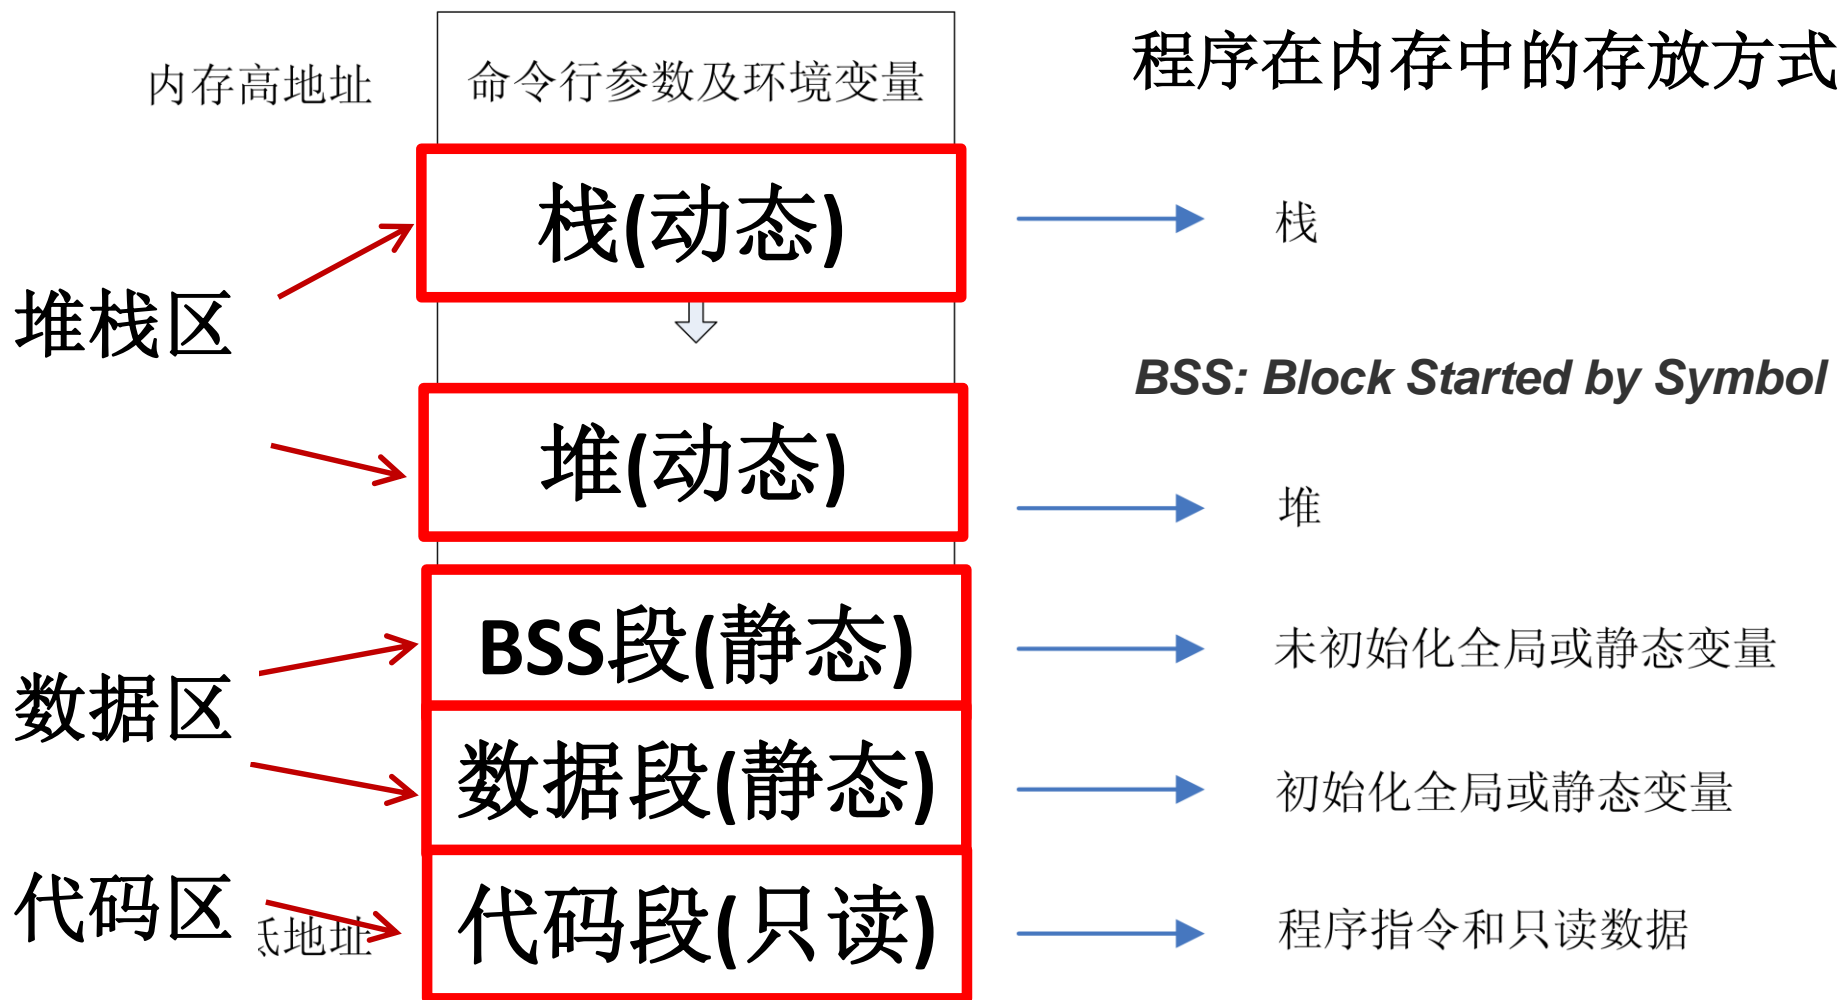 程序在内存中的存放方式
内存高地址
命令行参数及环境变量
栈(动态)
栈
堆栈区
BSS: Block Started by Symbol
堆(动态)
堆
BSS段(静态)
未初始化全局或静态变量
数据区
数据段(静态)
初始化全局或静态变量
代码区
地址
代码段(只读)
程序指令和只读数据